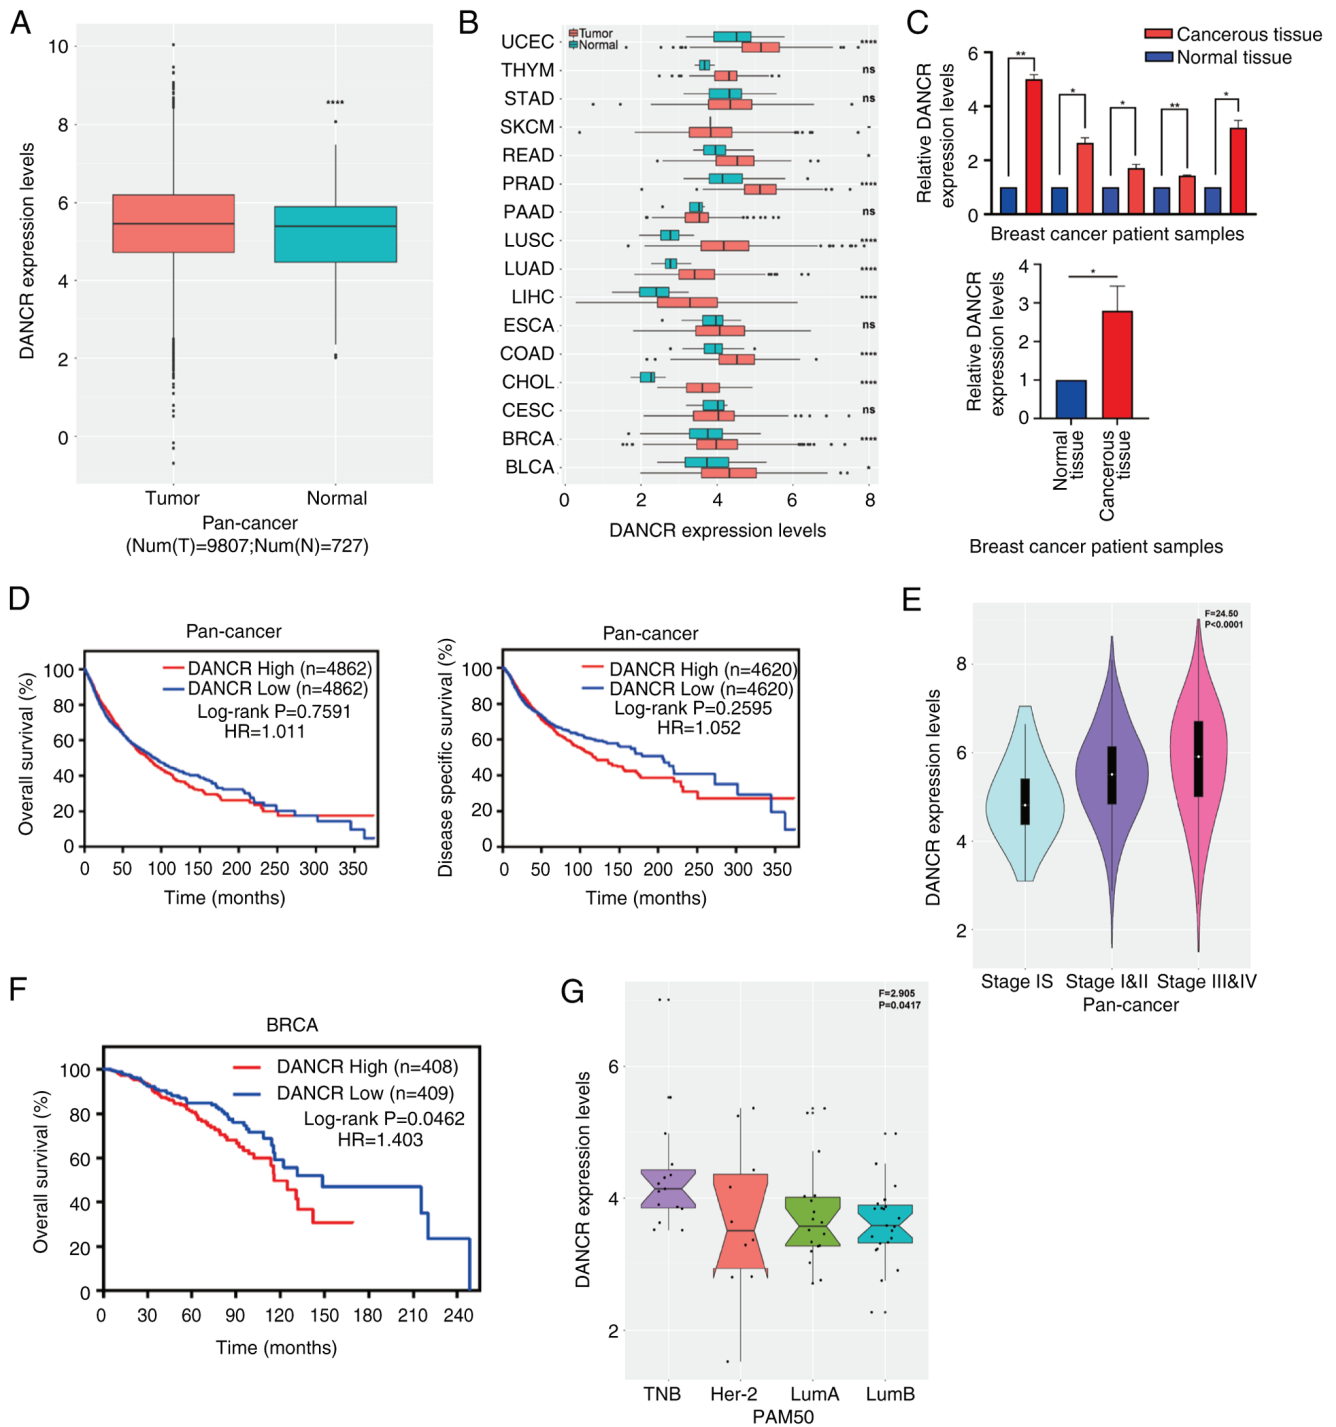 A
DANCR expression levels
10
8
6
4
2
0
****
Tumor
Normal
Pan-cancer
(Num(T)=9807;Num(N)=727)
B
Tumor
Normal
UCEC
****
THYM
ns
STAD
ns
SKCM
-
READ
*
PRAD
****
PAAD
ns
LUSC
****
LUAD
****
LIHC
****
ESCA
ns
COAD
****
CHOL
****
CESC
ns
BRCA
****
BLCA
*
0 2 4 6 8
DANCR expression levels
C
Cancerous tissue
Normal tissue
Relative DANCR
expression levels
6
4
2
0
** * * ** *
Breast cancer patient samples
Relative DANCR
expression levels
4
3
2
1
0
*
Normal
tissue
Cancerous
tissue
Breast cancer patient samples
D
Pan-cancer
Overall survival (%)
100
80
60
40
20
0
DANCR High (n=4862)
DANCR Low (n=4862)
Log-rank P=0.7591
HR=1.011
0 50 100 150 200 250 300 350
Time (months)
Pan-cancer
Disease specific survival (%)
100
80
60
40
20
0
DANCR High (n=4620)
DANCR Low (n=4620)
Log-rank P=0.2595
HR=1.052
0 50 100 150 200 250 300 350
Time (months)
E
F=24.50
P<0.0001
DANCR expression levels
8
6
4
2
Stage IS Stage I&II Stage III&IV
Pan-cancer
F
BRCA
Overall survival (%)
100
80
60
40
20
0
DANCR High (n=408)
DANCR Low (n=409)
Log-rank P=0.0462
HR=1.403
0 30 60 90 120 150 180 210 240
Time (months)
G
F=2.905
P=0.0417
DANCR expression levels
6
4
2
TNB Her-2 LumA LumB
PAM50